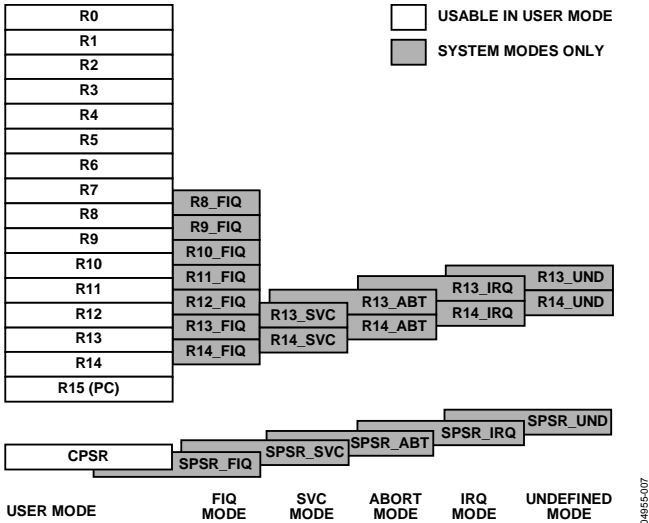 R0
R1
R2
R3
R4
R5
R6
R7
R8
R9
R10
R11
R12
R13
R14
R15 (PC)
USABLE IN USER MODE
SYSTEM MODES ONLY
R8_FIQ
R9_FIQ
R10_FIQ
R11_FIQ
R12_FIQ
R13_FIQ
R14_FIQ
R13_SVC
R14_SVC
R13_ABT
R14_ABT
R13_IRQ
R14_IRQ
R13_UND
R14_UND
CPSR
SPSR_FIQ
SPSR_SVC
SPSR_ABT
SPSR_IRQ
SPSR_UND
USER MODE
FIQ
MODE
SVC
MODE
ABORT
MODE
IRQ
MODE
UNDEFINED
MODE
04955-007